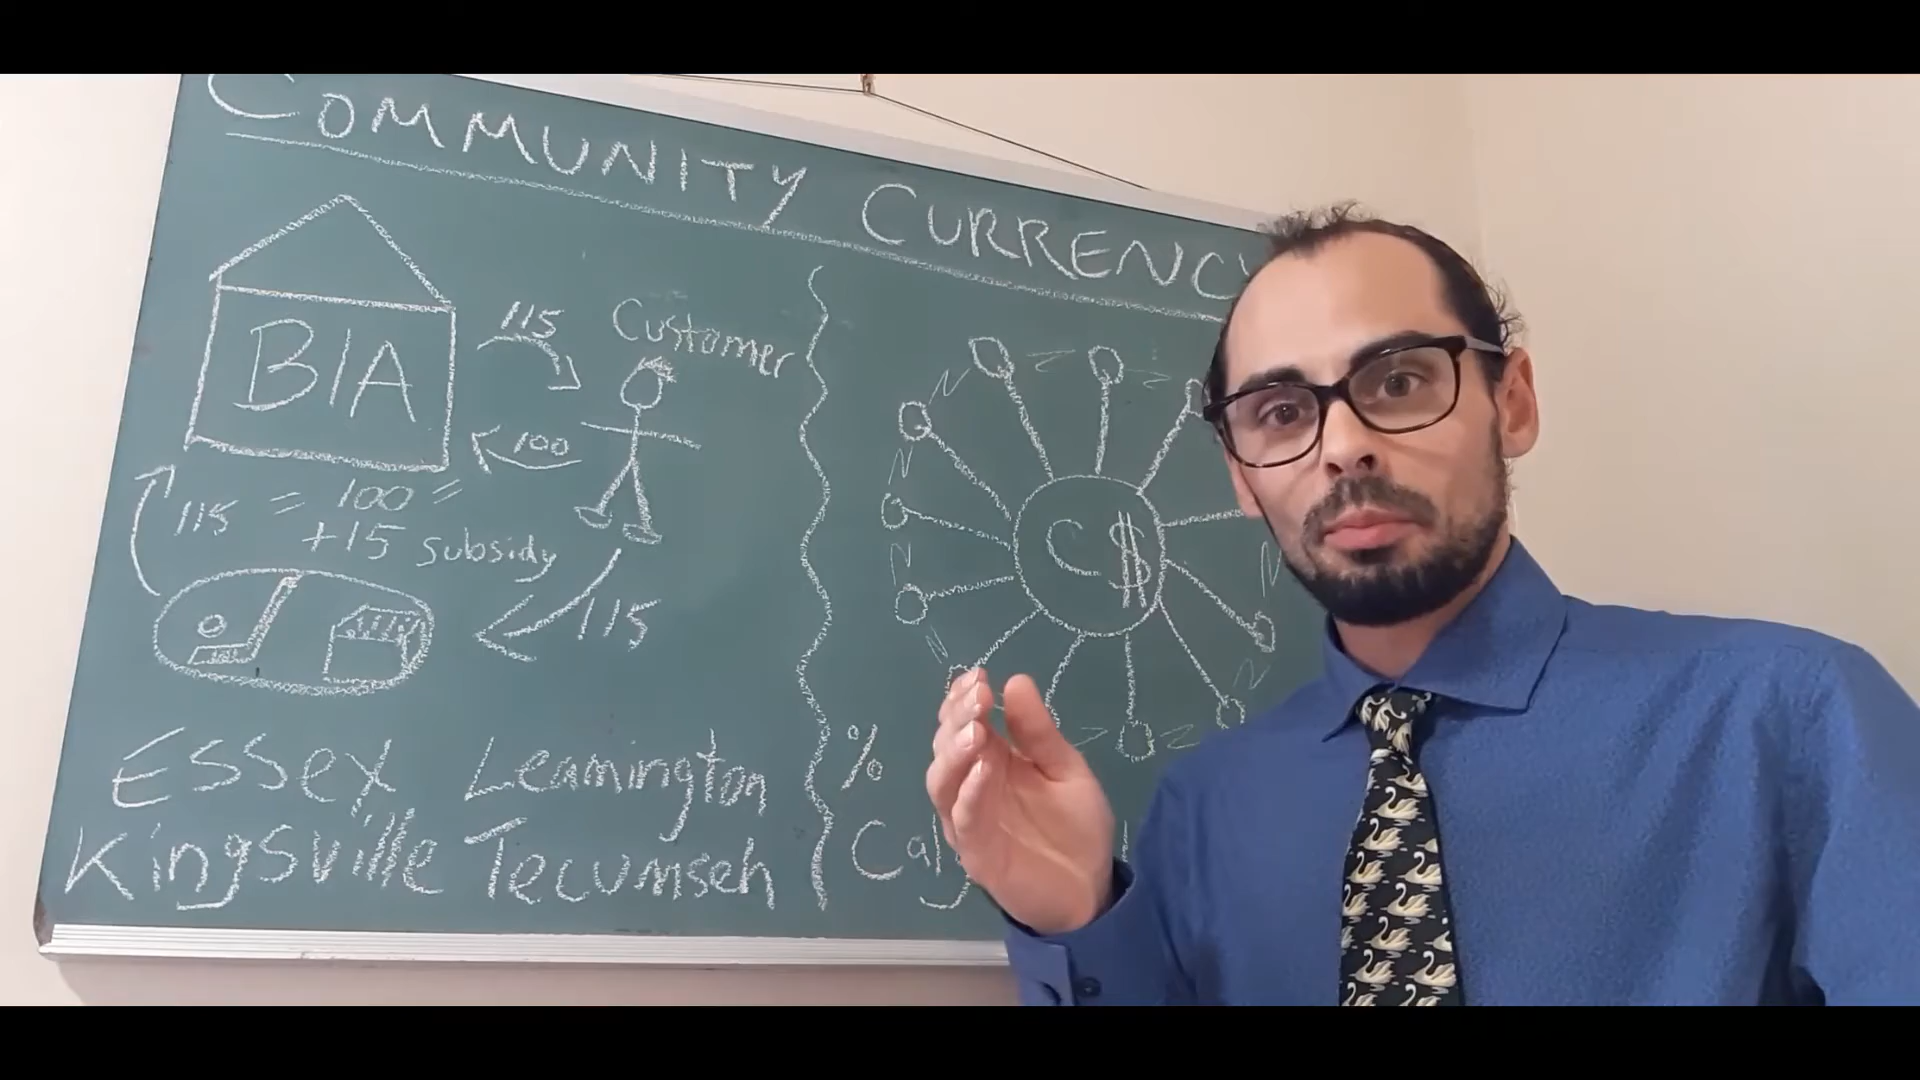 COMMUNITY CURRENCY
BIA
115
Customer
100
115 = 100 =
+15 subsidy
115
Essex Leamington
Kingsville Tecumseh
C$
%